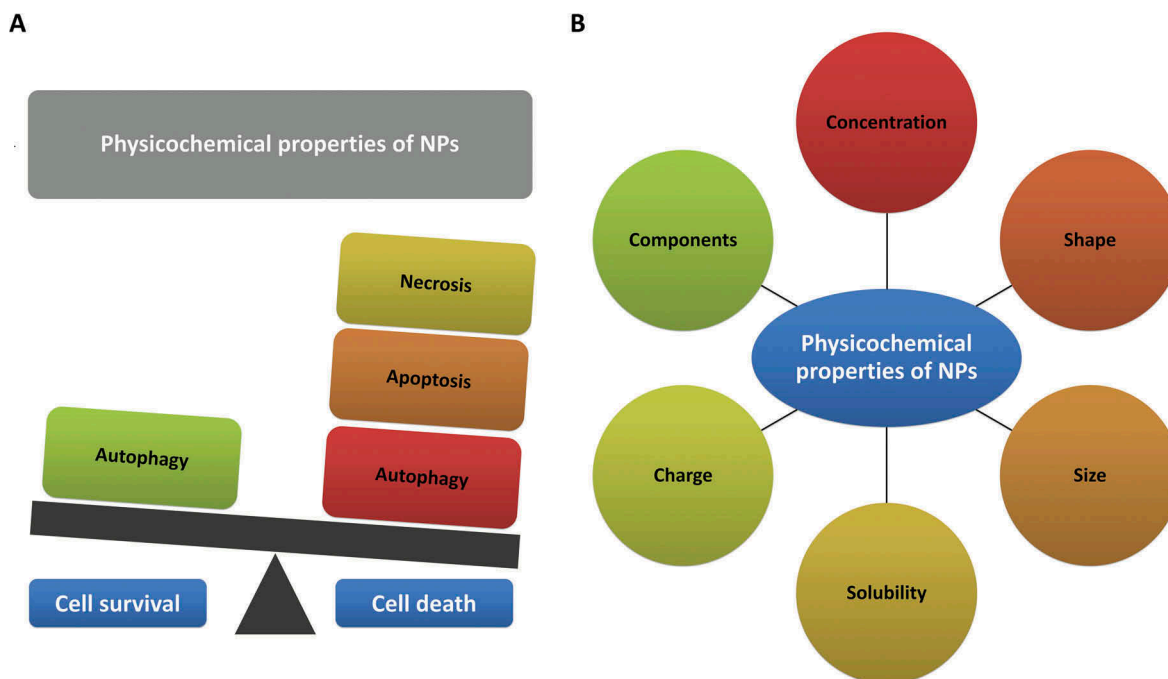 A
Physicochemical properties of NPs
Necrosis
Apoptosis
Autophagy
Autophagy
Cell survival
Cell death
B
Concentration
Components
Shape
Physicochemical
properties of NPs
Charge
Size
Solubility